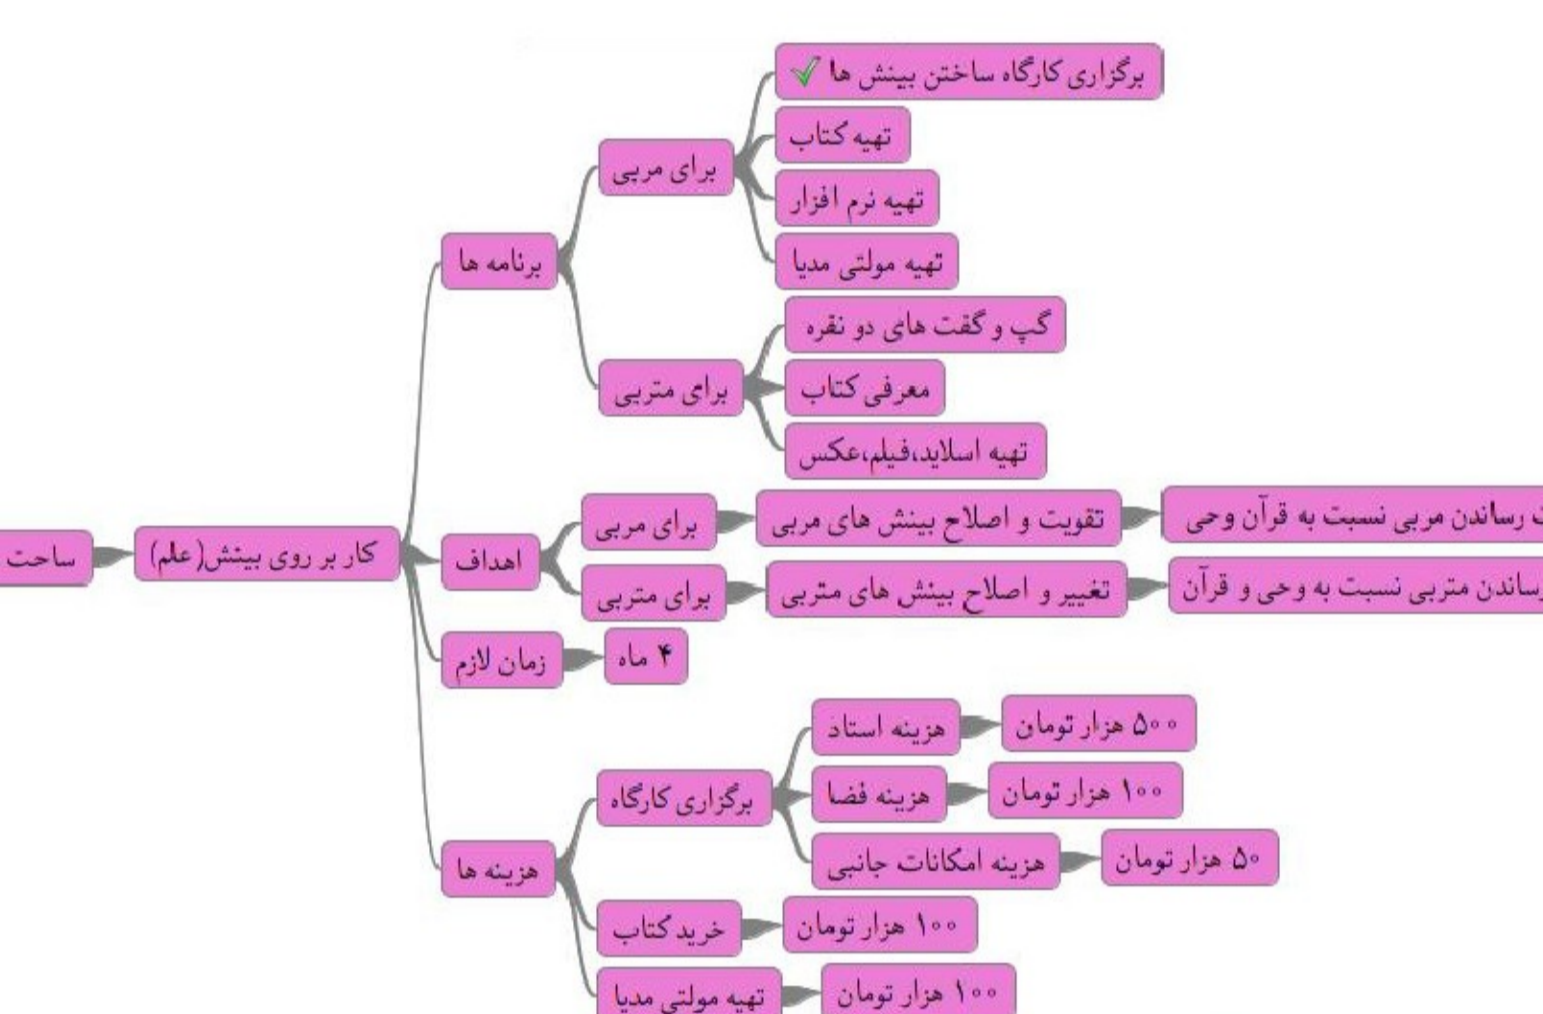 برگزاری کارگاه ساختن بینش ها
تهیه کتاب
برای مربی
تهیه نرم افزار
برنامه ها
تهیه مولتی مدیا
گپ و گفت های دو نفره
برای متربی
معرفی کتاب
تهیه اسلاید،فیلم،عکس
ساحت
کار بر روی بینش(علم)
اهداف
برای مربی
تقویت و اصلاح بینش های مربی
رساندن مربی نسبت به قرآن وحی
برای متربی
تغییر و اصلاح بینش های متربی
رساندن متربی نسبت به وحی و قرآن
زمان لازم
۴ ماه
هزینه ها
برگزاری کارگاه
هزینه استاد
۵۰۰ هزار تومان
هزینه فضا
۱۰۰ هزار تومان
هزینه امکانات جانبی
۵۰ هزار تومان
خرید کتاب
۱۰۰ هزار تومان
تهیه مولتی مدیا
۱۰۰ هزار تومان